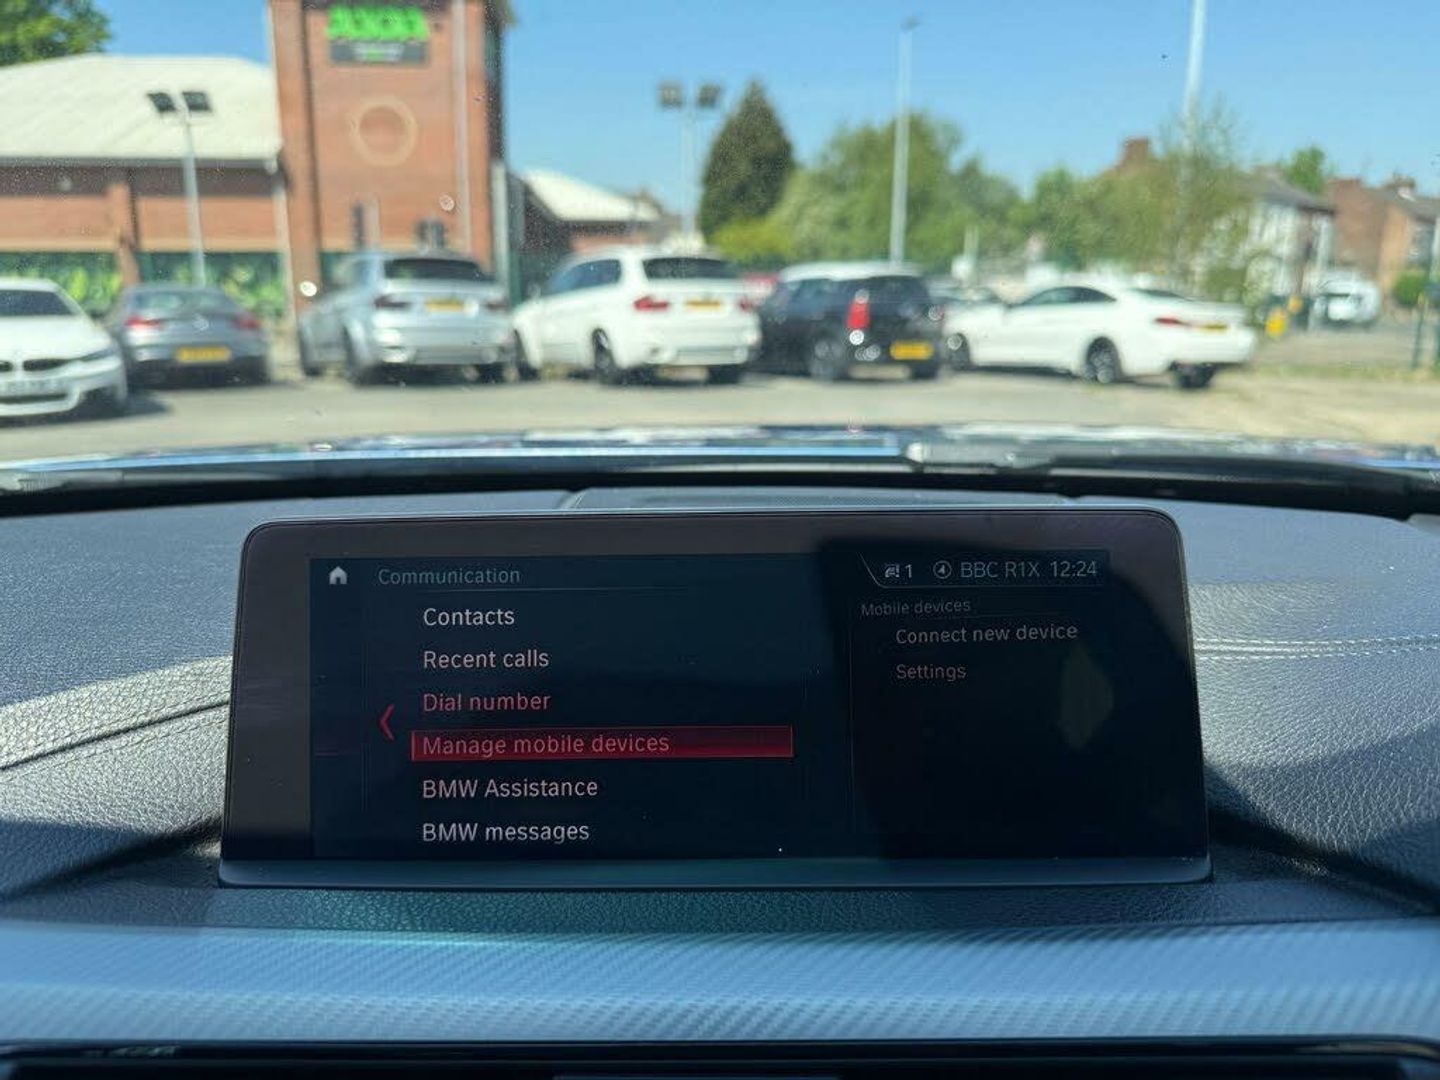 ASDA
Communication
1 BBC R1X 12:24
Contacts
Recent calls
Dial number
Manage mobile devices
BMW Assistance
BMW messages
Mobile devices
Connect new device
Settings